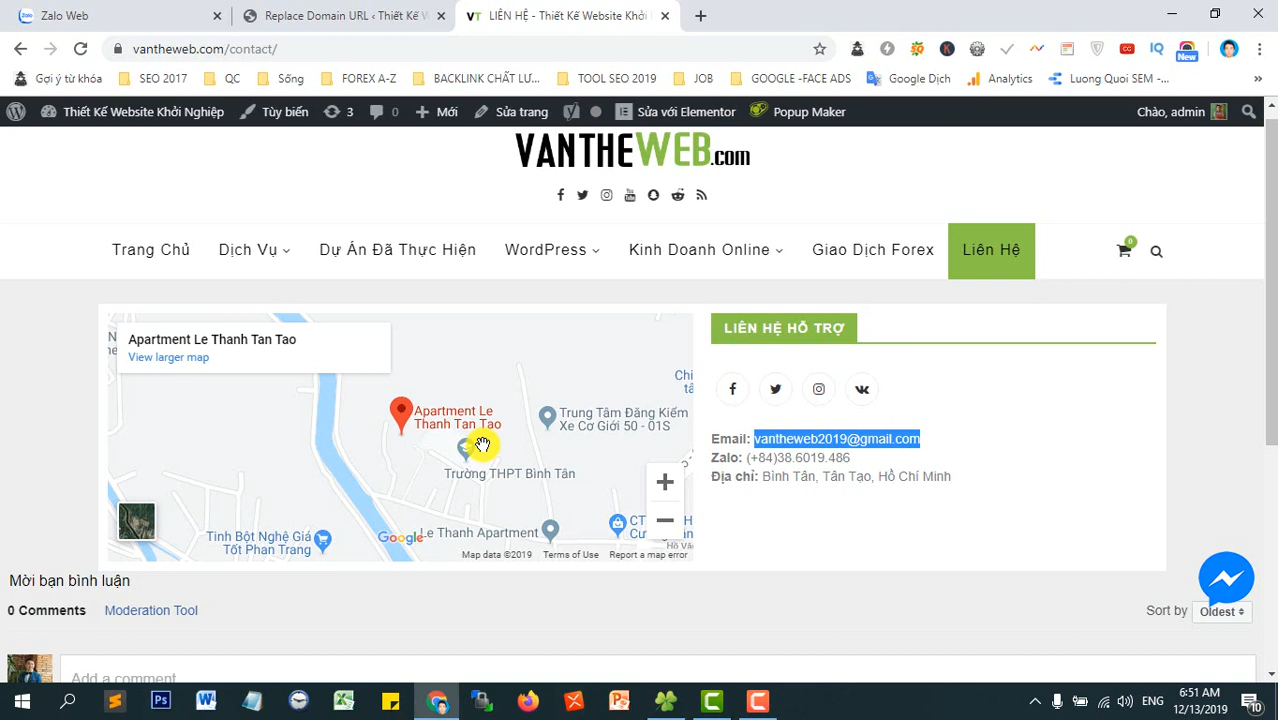 Zalo Web
Replace Domain URL ‹ Thiết Kế W
VT LIÊN HỆ - Thiết Kế Website Khởi
vantheweb.com/contact/
New
Gợi ý từ khóa
SEO 2017
QC
Sống
FOREX A-Z
BACKLINK CHẤT LƯ...
TOOL SEO 2019
JOB
GOOGLE -FACE ADS
Google Dịch
Analytics
Luong Quoi SEM -...
Thiết Kế Website Khởi Nghiệp
Tùy biến
3
0
Mới
Sửa trang
Sửa với Elementor
Popup Maker
Chào, admin
VANTHEWEB.com
Trang Chủ
Dịch Vụ
Dự Án Đã Thực Hiện
WordPress
Kinh Doanh Online
Giao Dịch Forex
Liên Hệ
0
Apartment Le Thanh Tan Tao
View larger map
Apartment Le
Thanh Tan Tao
Trường THPT Bình Tân
Trung Tâm Đăng Kiểm
Xe Cơ Giới 50 - 01S
Le Thanh Apartment
Tinh Bột Nghệ Giá
Tốt Phan Trang
Google
Map data ©2019
Terms of Use
Report a map error
LIÊN HỆ HỖ TRỢ
Email: vantheweb2019@gmail.com
Zalo: (+84)38.6019.486
Địa chỉ: Bình Tân, Tân Tạo, Hồ Chí Minh
Mời bạn bình luận
0 Comments
Moderation Tool
Sort by
Oldest
Add a comment...
ENG
6:51 AM
12/13/2019
10